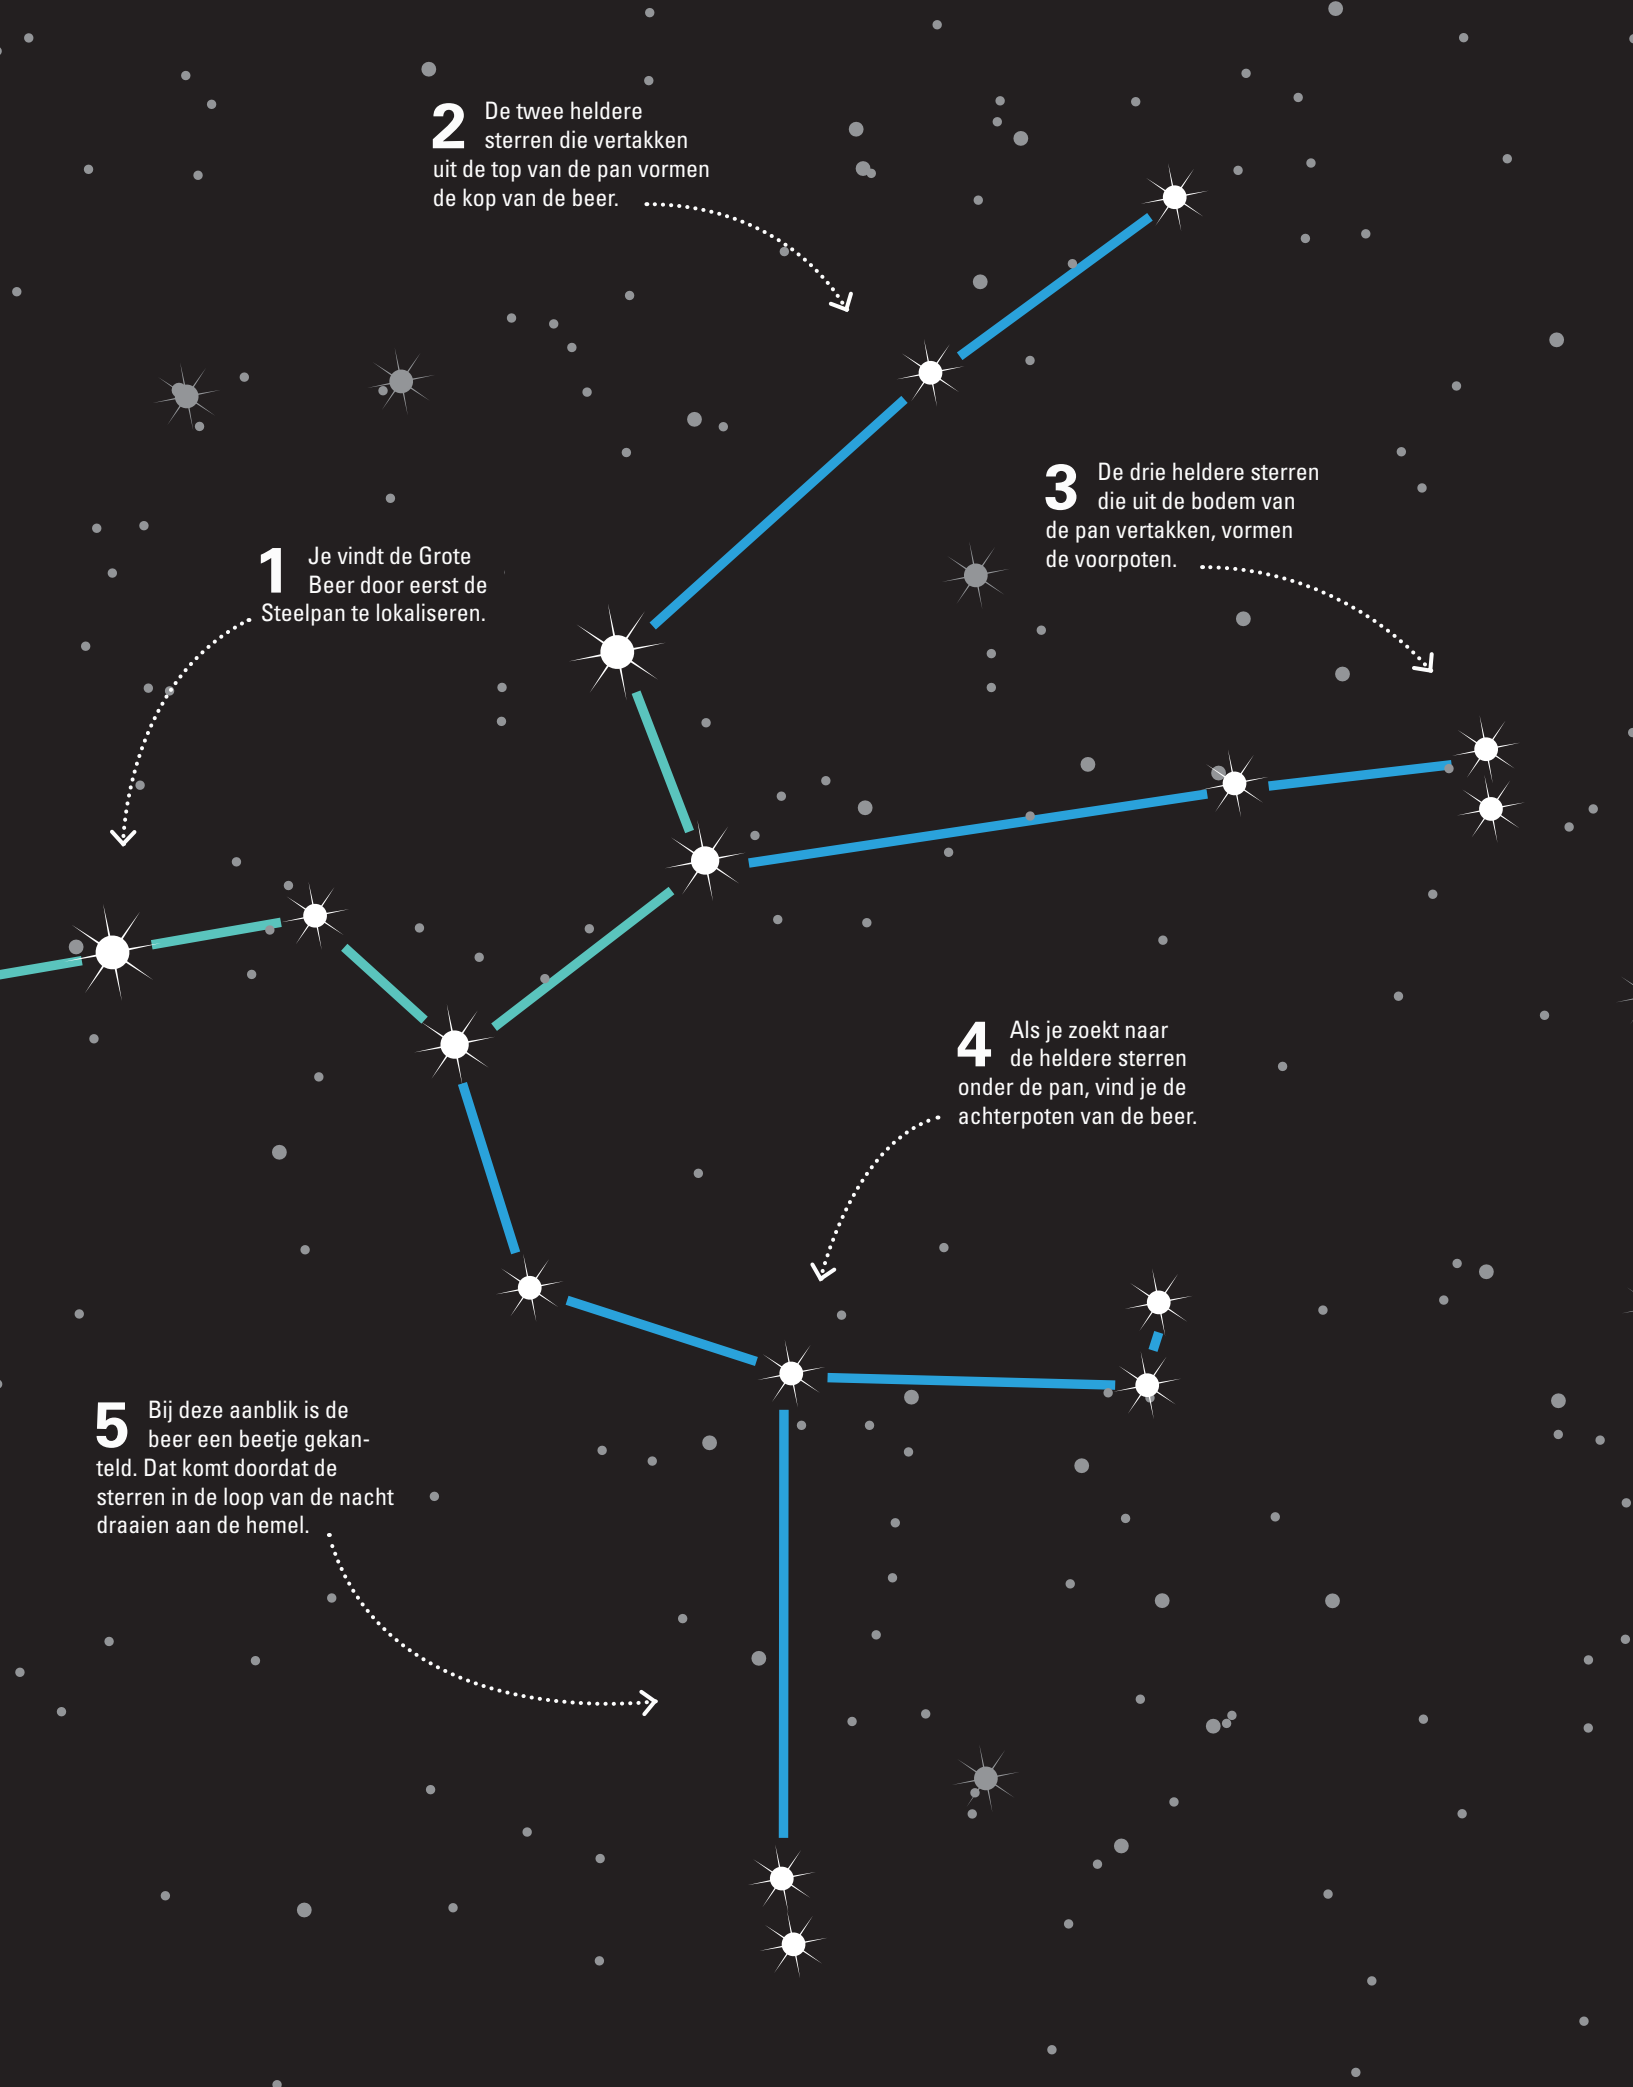 2 De twee heldere
sterren die vertakken
uit de top van de pan vormen
de kop van de beer.
3 De drie heldere sterren
die uit de bodem van
de pan vertakken, vormen
de voorpoten.
1 Je vindt de Grote
Beer door eerst de
Steelpan te lokaliseren.
4 Als je zoekt naar
de heldere sterren
onder de pan, vind je de
achterpoten van de beer.
5 Bij deze aanblik is de
beer een beetje gekan-
teld. Dat komt doordat de
sterren in de loop van de nacht
draaien aan de hemel.